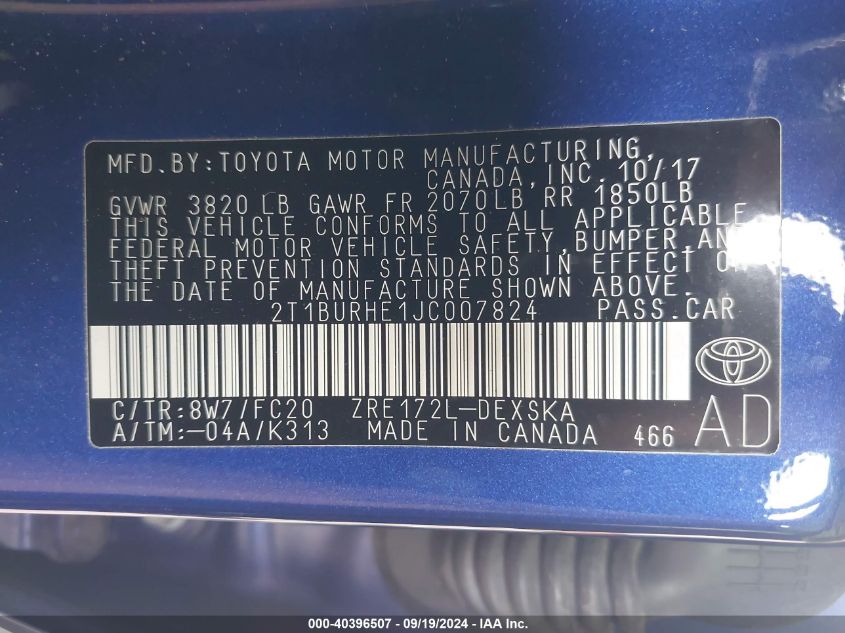 MFD.BY:TOYOTA MOTOR MANUFACTURING,
CANADA,INC. 10/17
GVWR 3820 LB GAWR FR 2070LB RR 1850LB
THIS VEHICLE CONFORMS TO ALL APPLICABLE
FEDERAL MOTOR VEHICLE SAFETY,BUMPER,AND
THEFT PREVENTION STANDARDS IN EFFECT ON
THE DATE OF MANUFACTURE SHOWN ABOVE.
2T1BURHE1JC007824 PASS.CAR
C/TR:8W7/FC20 ZRE172L-DEXSKA
A/TM:-04A/K313 MADE IN CANADA 466 AD
000-40396507 - 09/19/2024 - IAA Inc.